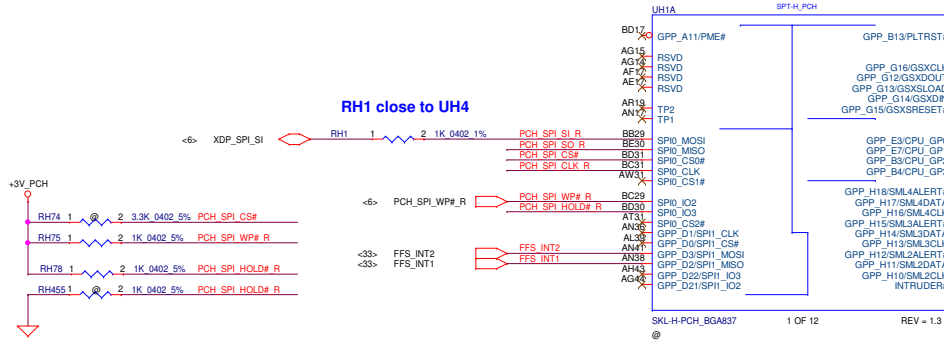 UH1A SPT-H_PCH
BD17 GPP_A11/PME# GPP_B13/PLTRST#
AG15 RSVD
AG14 RSVD GPP_G16/GSXCLK
AF17 RSVD GPP_G12/GSXDOUT
AE17 RSVD GPP_G13/GSXSLOAD
GPP_G14/GSXDIN
AR19 TP2 GPP_G15/GSXSRESET#
AN17 TP1
RH1 close to UH4
<6> XDP_SPI_SI RH1 1 2 1K_0402_1% PCH_SPI_SI_R BB29 SPI0_MOSI GPP_E3/CPU_GP0
PCH_SPI_SO_R BE30 SPI0_MISO GPP_E7/CPU_GP1
PCH_SPI_CS# BD31 SPI0_CS0# GPP_B3/CPU_GP2
PCH_SPI_CLK_R BC31 SPI0_CLK GPP_B4/CPU_GP3
AW31 SPI0_CS1#
+3V_PCH
GPP_H18/SML4ALERT#
<6> PCH_SPI_WP#_R PCH_SPI_WP#_R BC29 SPI0_IO2 GPP_H17/SML4DATA
PCH_SPI_HOLD#_R BD30 SPI0_IO3 GPP_H16/SML4CLK
RH74 1 @ 2 3.3K_0402_5% PCH_SPI_CS# AT31 SPI0_CS2# GPP_H15/SML3ALERT#
AN36 GPP_D1/SPI1_CLK GPP_H14/SML3DATA
RH75 1 2 1K_0402_5% PCH_SPI_WP#_R AL39 GPP_D0/SPI1_CS# GPP_H13/SML3CLK
<33> FFS_INT2 FFS_INT2 AN41 GPP_D3/SPI1_MOSI GPP_H12/SML2ALERT#
<33> FFS_INT1 FFS_INT1 AN38 GPP_D2/SPI1_MISO GPP_H11/SML2DATA
RH78 1 2 1K_0402_5% PCH_SPI_HOLD#_R AH43 GPP_D22/SPI1_IO3 GPP_H10/SML2CLK
AG44 GPP_D21/SPI1_IO2 INTRUDER#
RH455 1 @ 2 1K_0402_5% PCH_SPI_HOLD#_R
SKL-H-PCH_BGA837 1 OF 12 REV = 1.3
@